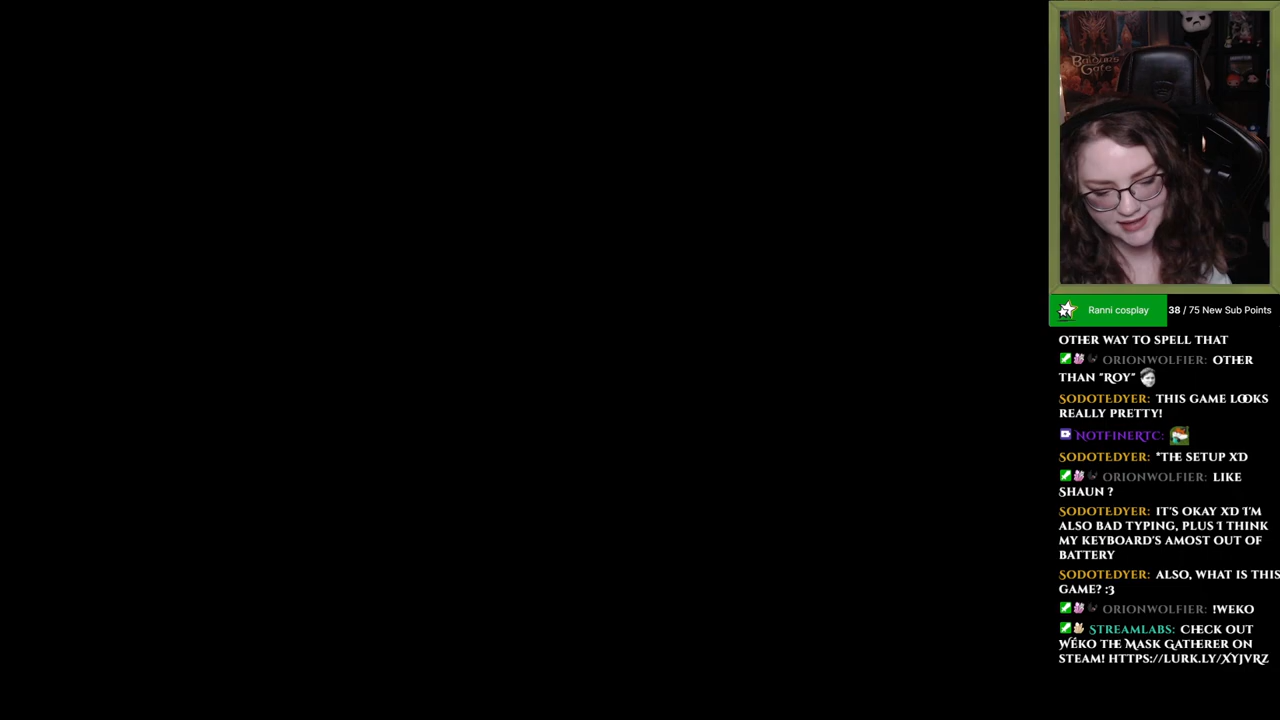 Baldur's
Gate
Ranni cosplay 38 / 75 New Sub Points
OTHER WAY TO SPELL THAT
ORIONWOLFIER: OTHER
THAN "ROY"
SODOTEDYER: THIS GAME LOOKS
REALLY PRETTY!
NOTFINERTC:
SODOTEDYER: *THE SETUP XD
ORIONWOLFIER: LIKE
SHAUN ?
SODOTEDYER: IT'S OKAY XD I'M
ALSO BAD TYPING, PLUS I THINK
MY KEYBOARD'S AMOST OUT OF
BATTERY
SODOTEDYER: ALSO, WHAT IS THIS
GAME? :3
ORIONWOLFIER: !WEKO
STREAMLABS: CHECK OUT
WÉKO THE MASK GATHERER ON
STEAM! HTTPS://LURK.LY/XYJVRZ